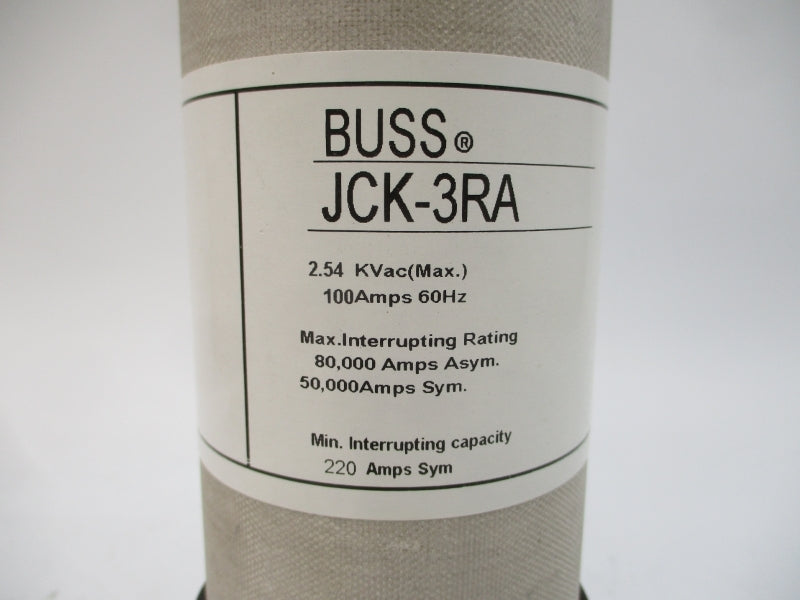 BUSS®
JCK-3RA
2.54 KVac(Max.)
100Amps 60Hz
Max.Interrupting Rating
80,000 Amps Asym.
50,000Amps Sym.
Min. Interrupting capacity
220 Amps Sym